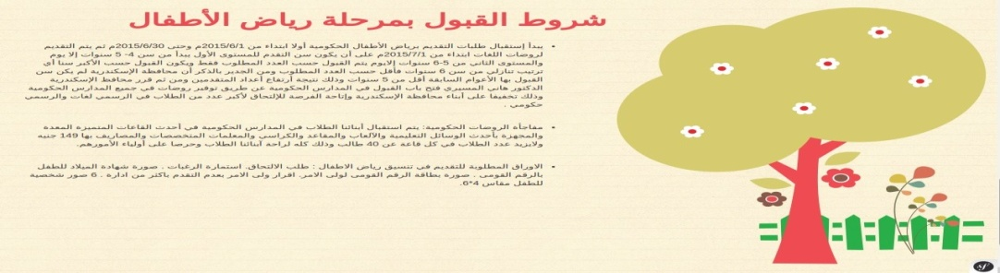 شروط القبول بمرحلة رياض الأطفال
• يبدأ إستقبال طلبات التقديم برياض الأطفال الحكومية أولا ابتداء من 2015/6/1م وحتى 2015/6/30م ثم يتم التقديم
لروضات اللغات ابتداء من 2015/7/1م على أن يكون سن التقدم للمستوى الأول يبدأ من سن 4- 5 سنوات إلا يوم
والمستوى الثاني من 5-6 سنوات إلايوم يتم القبول حسب العدد المطلوب فقط ويكون القبول حسب الأكبر سنا أي
ترتيب تنازلي من سن 6 سنوات فأقل حسب العدد المطلوب ومن الجدير بالذكر أن محافظة الإسكندرية لم يكن سن
القبول بها الأعوام السابقة أقل من 5 سنوات وذلك نتيجة أرتفاع أعداد المتقدمين ومن ثم قرر محافظ الإسكندرية
الدكتور هاني المسيري فتح باب القبول في المدارس الحكومية عن طريق توفير روضات في جميع المدارس الحكومية
وذلك تخفيفا على أبناء محافظة الإسكندرية وإتاحة الفرصة للإلتحاق لأكبر عدد من الطلاب في الرسمي لغات والرسمي
حكومي .
• مفاجأة الروضات الحكومية: يتم استقبال أبنائنا الطلاب في المدارس الحكومية في أحدث القاعات المتميزة المعدة
والمجهزة بأحدث الوسائل التعليمية والألعاب والمقاعد والكراسي والمعلمات المتخصصات والمصاريف بها 149 جنيه
ولايزيد عدد الطلاب في كل قاعة عن 40 طالب وذلك كله لراحة أبنائنا الطلاب وحرصا على أولياء الأمورهم.
• الاوراق المطلوبة للتقديم في تنسيق رياض الاطفال : طلب الالتحاق. استمارة الرغبات . صورة شهادة الميلاد للطفل
بالرقم القومى . صورة بطاقة الرقم القومى لولى الامر. اقرار ولى الامر بعدم التقدم باكثر من ادارة . 6 صور شخصية
للطفل مقاس 4*6.